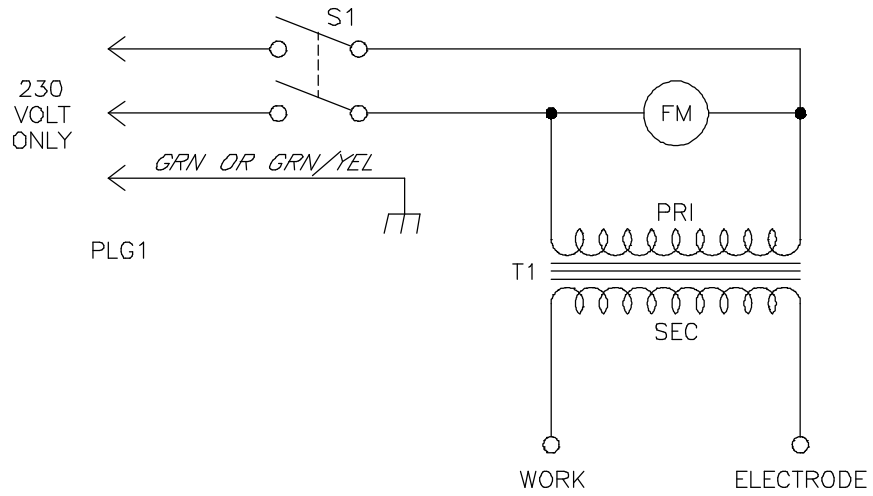 S1
230
VOLT
ONLY
FM
GRN OR GRN/YEL
PRI
PLG1
T1
SEC
WORK
ELECTRODE